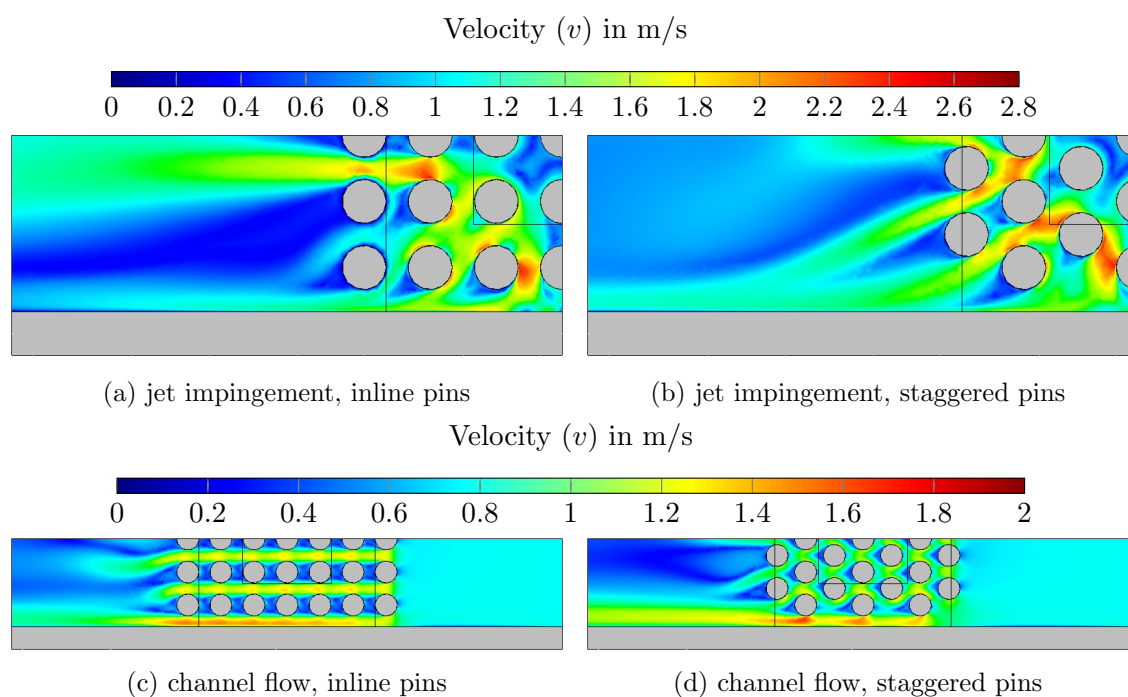 Velocity (v) in m/s
0 0.2 0.4 0.6 0.8 1 1.2 1.4 1.6 1.8 2 2.2 2.4 2.6 2.8
(a) jet impingement, inline pins (b) jet impingement, staggered pins
Velocity (v) in m/s
0 0.2 0.4 0.6 0.8 1 1.2 1.4 1.6 1.8 2
(c) channel flow, inline pins (d) channel flow, staggered pins